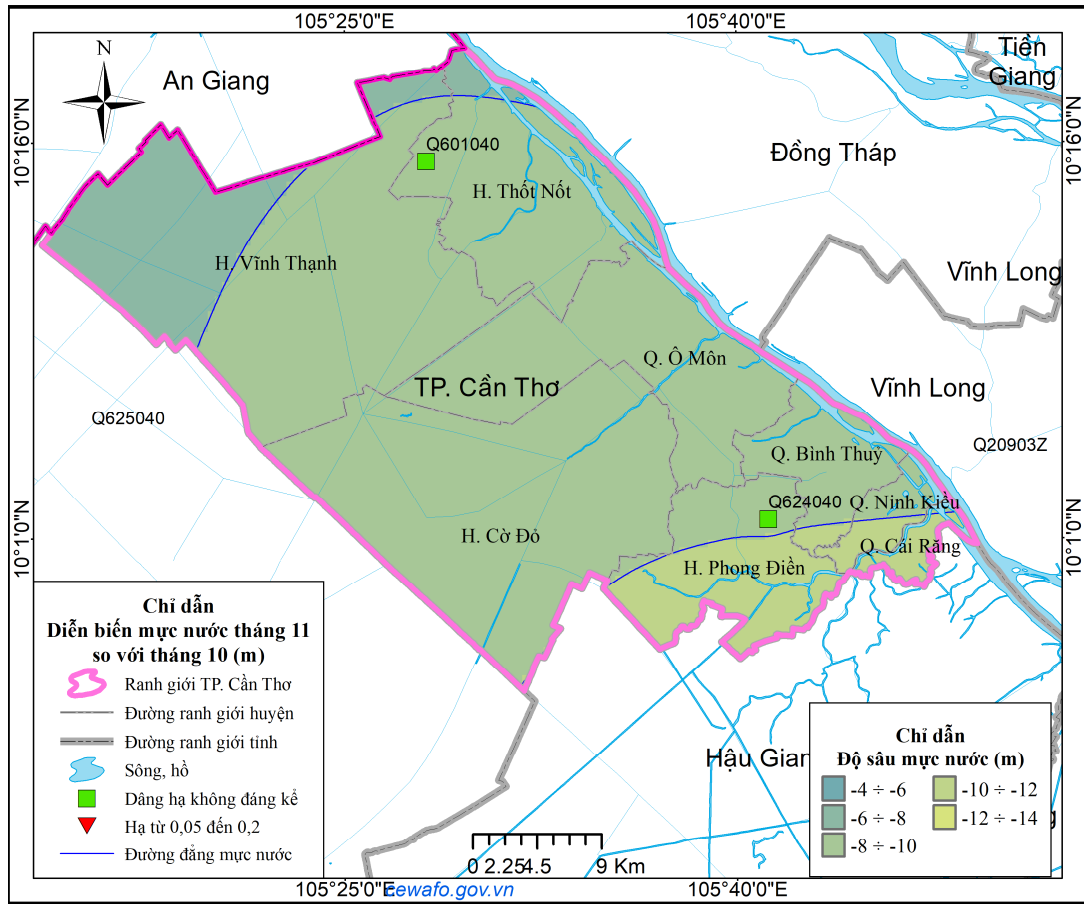 105°25'0"E
105°40'0"E
Tiền
Giang
N
An Giang
10°16'0"N
10°16'0"N
Q601040
Đồng Tháp
H. Thốt Nốt
H. Vĩnh Thạnh
Vĩnh Long
Q. Ô Môn
TP. Cần Thơ
Vĩnh Long
Q625040
Q20903Z
Q. Bình Thuỷ
Q624040
Q. Ninh Kiều
10°1'0"N
10°1'0"N
H. Cờ Đỏ
Q. Cái Răng
H. Phong Điền
Chỉ dẫn
Diễn biến mực nước tháng 11
so với tháng 10 (m)
Ranh giới TP. Cần Thơ
Đường ranh giới huyện
Đường ranh giới tỉnh
Sông, hồ
Dâng hạ không đáng kể
Hạ từ 0,05 đến 0,2
Đường đẳng mực nước
Hậu Gian
Chỉ dẫn
Độ sâu mực nước (m)
-4 ÷ -6
-10 ÷ -12
-6 ÷ -8
-12 ÷ -14
-8 ÷ -10
g
0 2.25 4.5 9 Km
105°25'0"E
eewafo.gov.vn
105°40'0"E